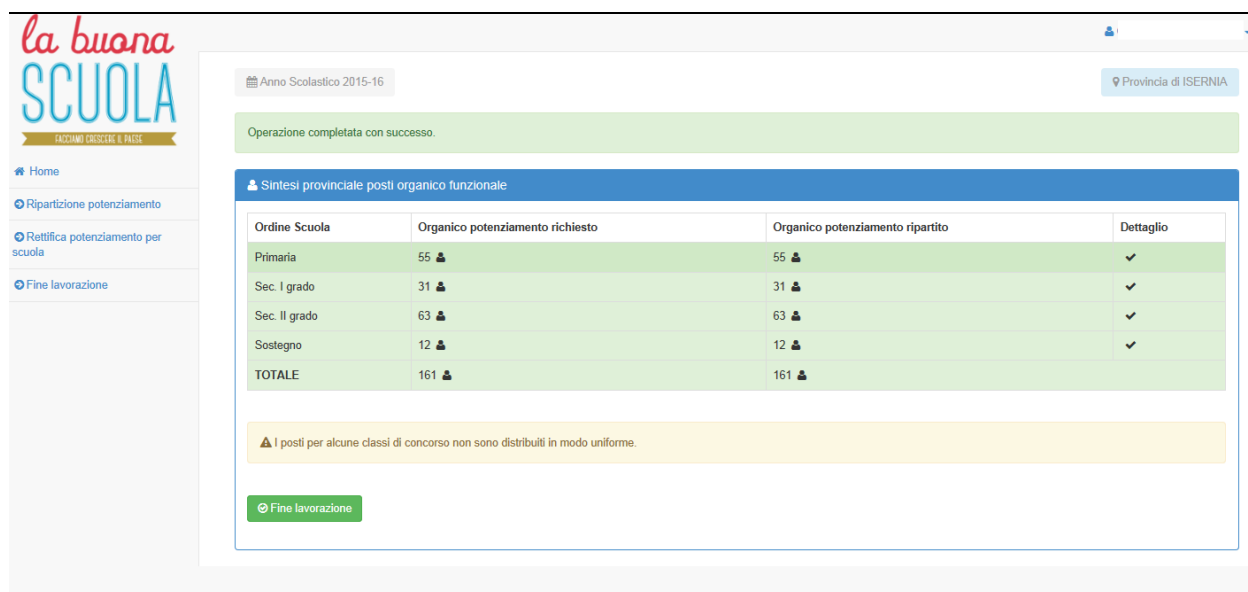 la buona
SCUOLA
FACCIAMO CRESCERE IL PAESE
Home
Ripartizione potenziamento
Rettifica potenziamento per
scuola
Fine lavorazione
Anno Scolastico 2015-16
Provincia di ISERNIA
Operazione completata con successo.
Sintesi provinciale posti organico funzionale
Ordine Scuola Organico potenziamento richiesto Organico potenziamento ripartito Dettaglio
Primaria 55 55
Sec. I grado 31 31
Sec. II grado 63 63
Sostegno 12 12
TOTALE 161 161
I posti per alcune classi di concorso non sono distribuiti in modo uniforme.
Fine lavorazione